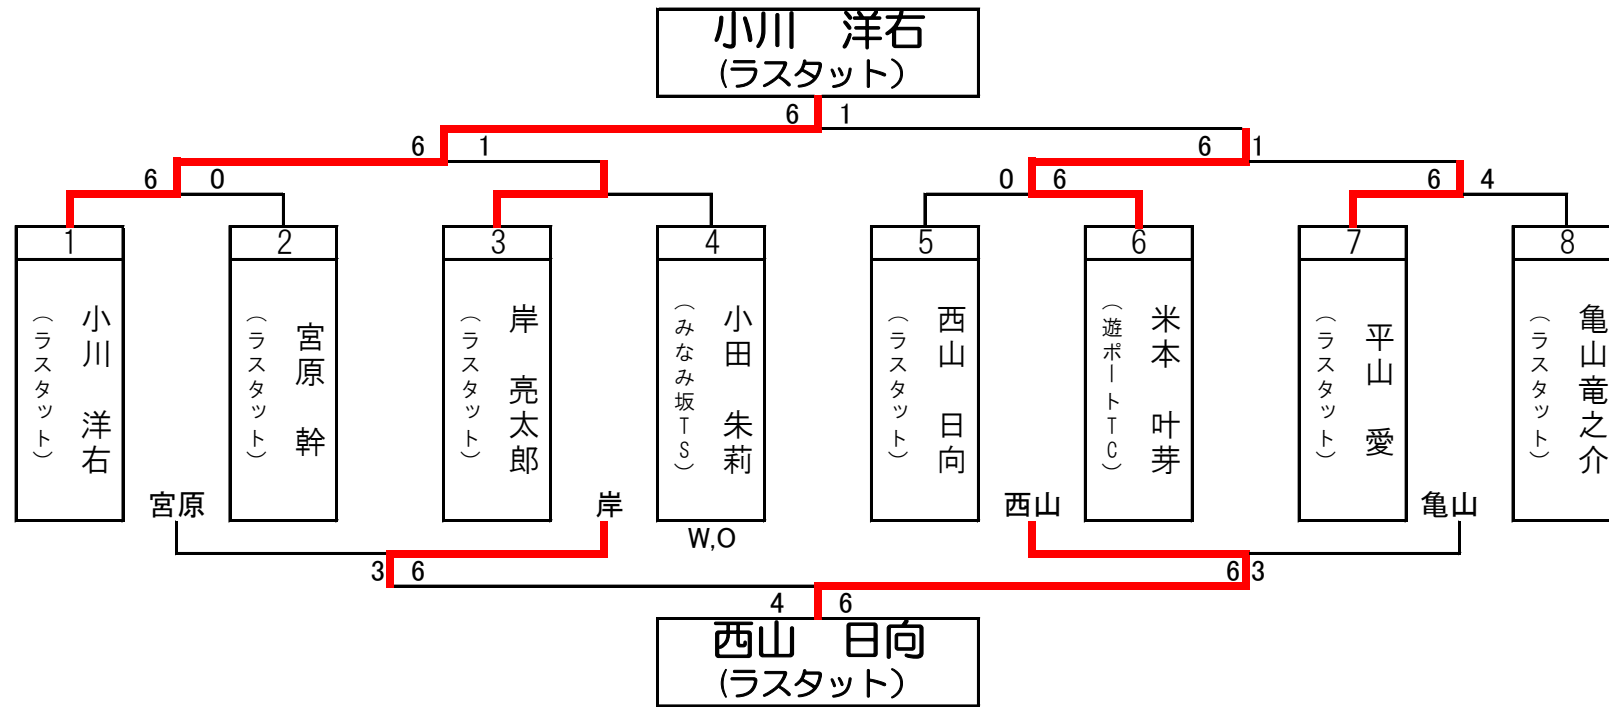 小川　洋右
(ラスタット)
6 1
6 1
6 1
6 0
0 6
6 4
1
2
3
4
5
6
7
8
小川　洋右
(ラスタット)
宮原　幹
(ラスタット)
岸　亮太郎
(ラスタット)
小田　朱莉
(みなみ坂TS)
西山　日向
(ラスタット)
米本　叶芽
(遊ポートTC)
平山　愛
(ラスタット)
亀山竜之介
(ラスタット)
宮原
岸
西山
亀山
W,O
3 6
6 3
4 6
西山　日向
(ラスタット)